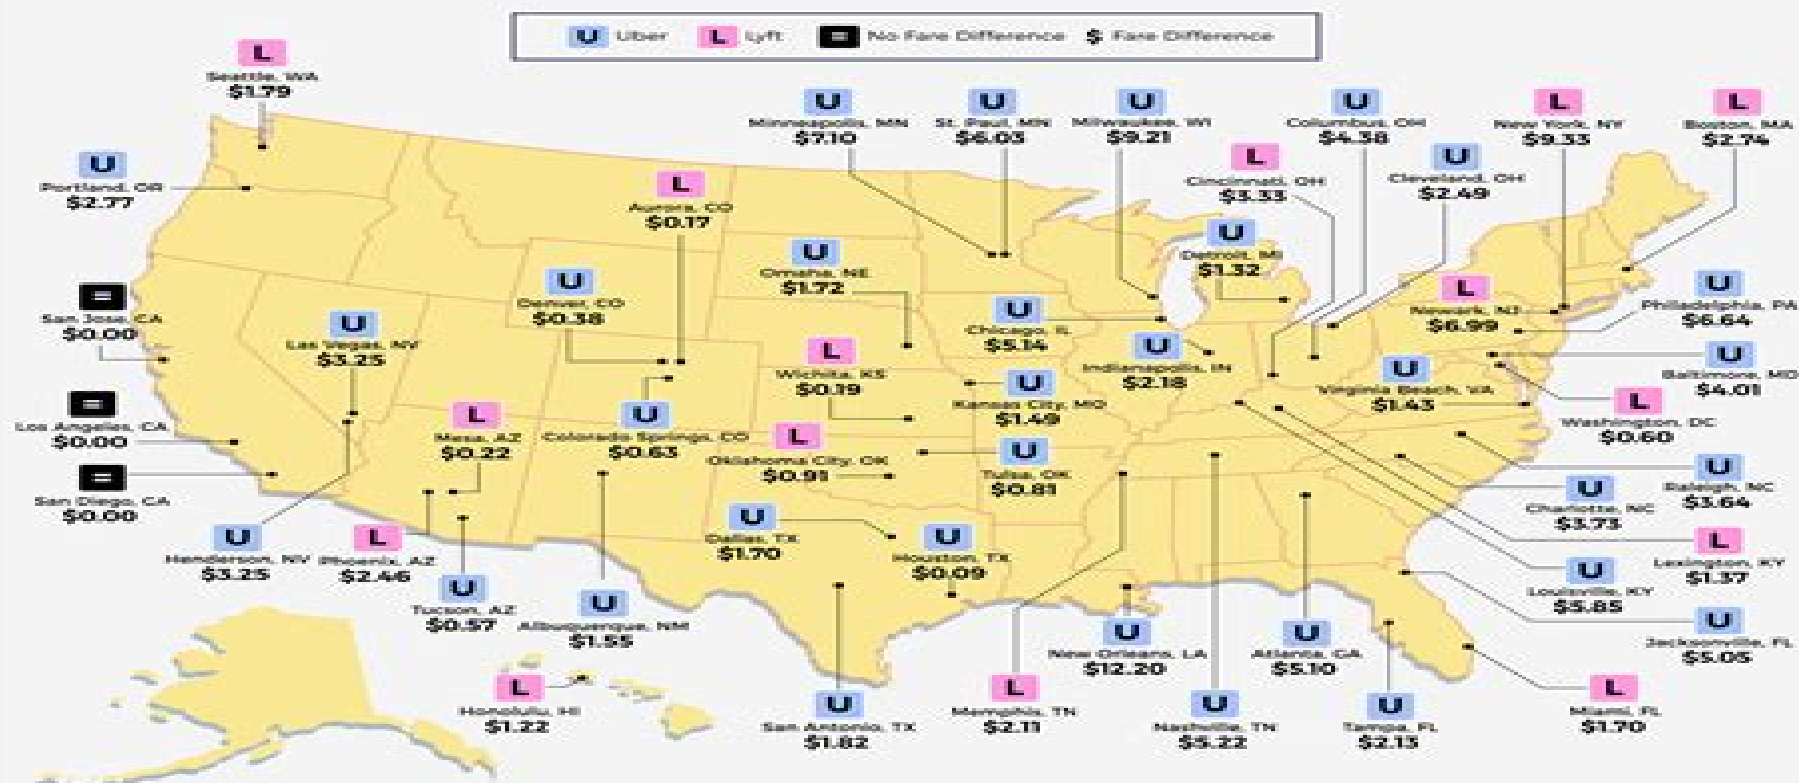 U Uber L Lyft = No Fare Difference $ Fare Difference
L
Seattle, WA
$1.79
U
Portland, OR
$2.77
=
San Jose, CA
$0.00
=
Los Angeles, CA
$0.00
=
San Diego, CA
$0.00
U
Las Vegas, NV
$3.25
U
Henderson, NV
$3.25
L
Phoenix, AZ
$2.46
L
Mesa, AZ
$0.22
U
Tucson, AZ
$0.57
U
Albuquerque, NM
$1.55
L
Aurora, CO
$0.17
U
Denver, CO
$0.38
U
Colorado Springs, CO
$0.63
U
Omaha, NE
$1.72
L
Wichita, KS
$0.19
L
Oklahoma City, OK
$0.91
U
Tulsa, OK
$0.81
U
Kansas City, MO
$1.49
U
Dallas, TX
$1.70
U
Houston, TX
$0.09
U
San Antonio, TX
$1.82
L
Honolulu, HI
$1.22
U
Minneapolis, MN
$7.10
U
St. Paul, MN
$6.03
U
Milwaukee, WI
$9.21
U
Chicago, IL
$5.14
U
Indianapolis, IN
$2.18
U
Detroit, MI
$1.32
L
Cincinnati, OH
$3.33
U
Columbus, OH
$4.38
U
Cleveland, OH
$2.49
L
New York, NY
$9.33
L
Boston, MA
$2.74
L
Newark, NJ
$6.99
U
Philadelphia, PA
$6.64
U
Baltimore, MD
$4.01
L
Washington, DC
$0.60
U
Virginia Beach, VA
$1.43
U
Raleigh, NC
$3.64
U
Charlotte, NC
$3.73
L
Lexington, KY
$1.37
U
Louisville, KY
$5.85
U
Jacksonville, FL
$5.05
L
Miami, FL
$1.70
U
Tampa, FL
$2.15
U
Atlanta, GA
$5.10
U
Nashville, TN
$5.22
U
New Orleans, LA
$12.20
L
Memphis, TN
$2.11